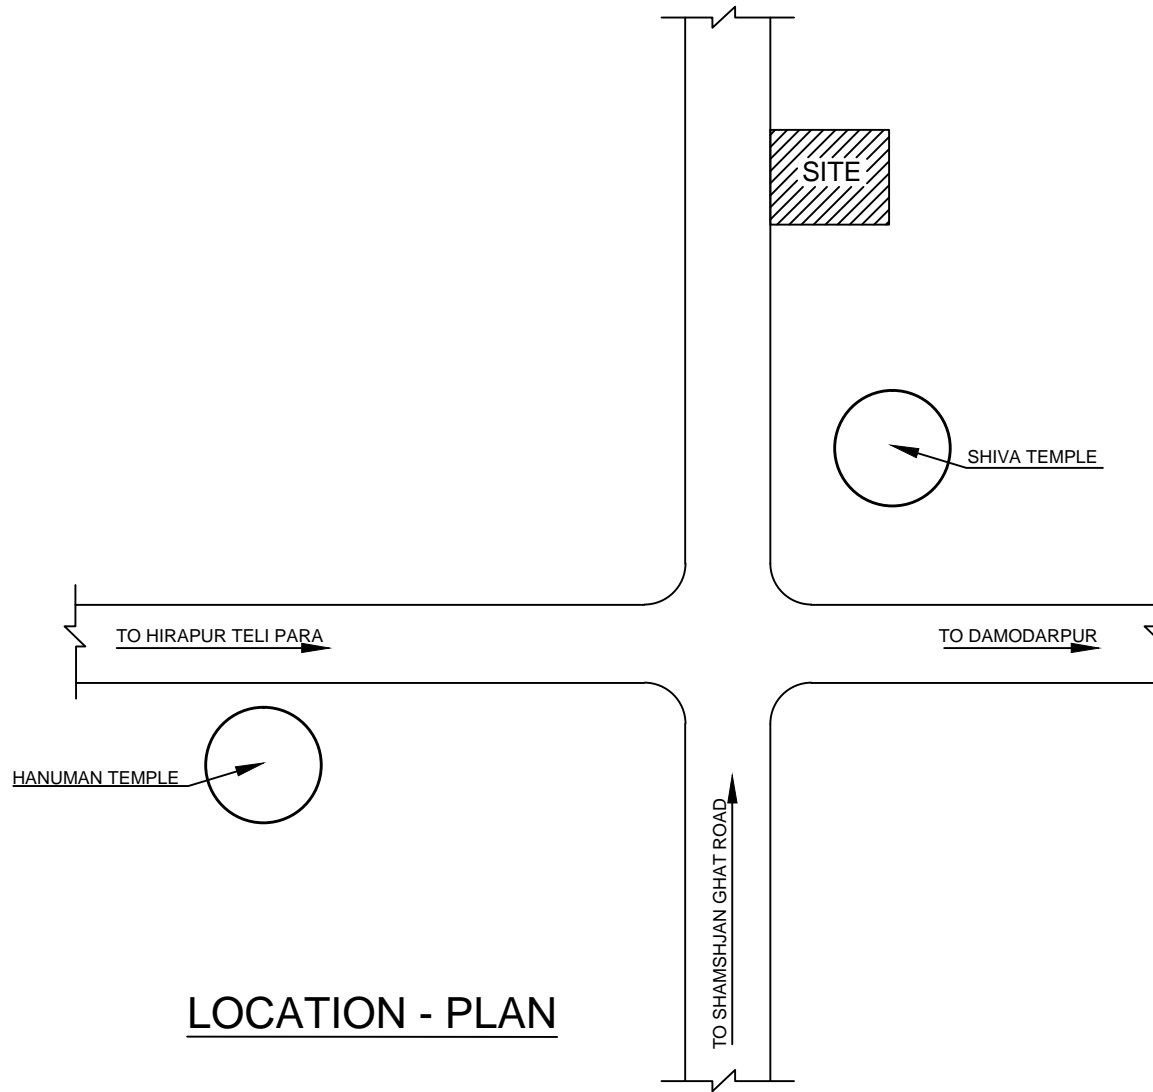 SITE
SHIVA TEMPLE
TO HIRAPUR TELI PARA
TO DAMODARPUR
HANUMAN TEMPLE
TO SHAMSHJAN GHAT ROAD
LOCATION - PLAN